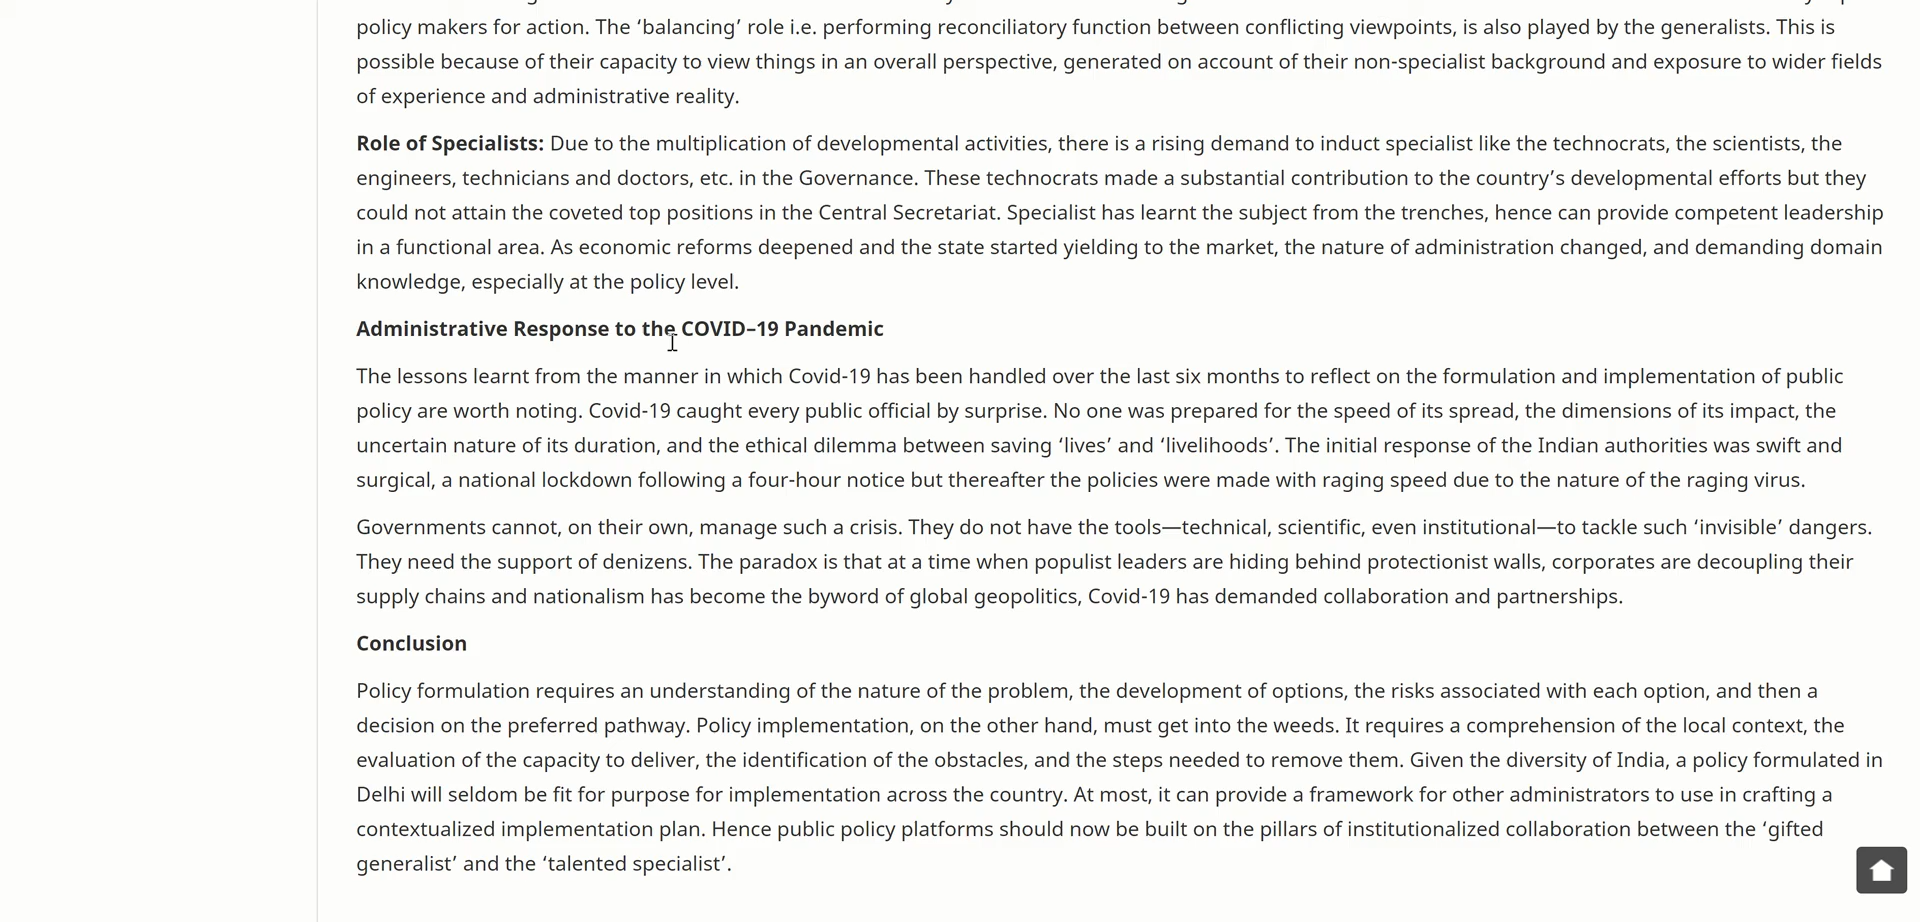 policy makers for action. The ‘balancing’ role i.e. performing reconciliatory function between conflicting viewpoints, is also played by the generalists. This is
possible because of their capacity to view things in an overall perspective, generated on account of their non-specialist background and exposure to wider fields
of experience and administrative reality.
Role of Specialists: Due to the multiplication of developmental activities, there is a rising demand to induct specialist like the technocrats, the scientists, the
engineers, technicians and doctors, etc. in the Governance. These technocrats made a substantial contribution to the country’s developmental efforts but they
could not attain the coveted top positions in the Central Secretariat. Specialist has learnt the subject from the trenches, hence can provide competent leadership
in a functional area. As economic reforms deepened and the state started yielding to the market, the nature of administration changed, and demanding domain
knowledge, especially at the policy level.
Administrative Response to the COVID–19 Pandemic
The lessons learnt from the manner in which Covid-19 has been handled over the last six months to reflect on the formulation and implementation of public
policy are worth noting. Covid-19 caught every public official by surprise. No one was prepared for the speed of its spread, the dimensions of its impact, the
uncertain nature of its duration, and the ethical dilemma between saving ‘lives’ and ‘livelihoods’. The initial response of the Indian authorities was swift and
surgical, a national lockdown following a four-hour notice but thereafter the policies were made with raging speed due to the nature of the raging virus.
Governments cannot, on their own, manage such a crisis. They do not have the tools—technical, scientific, even institutional—to tackle such ‘invisible’ dangers.
They need the support of denizens. The paradox is that at a time when populist leaders are hiding behind protectionist walls, corporates are decoupling their
supply chains and nationalism has become the byword of global geopolitics, Covid-19 has demanded collaboration and partnerships.
Conclusion
Policy formulation requires an understanding of the nature of the problem, the development of options, the risks associated with each option, and then a
decision on the preferred pathway. Policy implementation, on the other hand, must get into the weeds. It requires a comprehension of the local context, the
evaluation of the capacity to deliver, the identification of the obstacles, and the steps needed to remove them. Given the diversity of India, a policy formulated in
Delhi will seldom be fit for purpose for implementation across the country. At most, it can provide a framework for other administrators to use in crafting a
contextualized implementation plan. Hence public policy platforms should now be built on the pillars of institutionalized collaboration between the ‘gifted
generalist’ and the ‘talented specialist’.